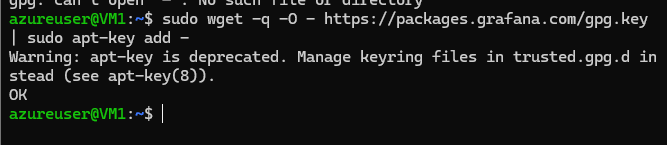 gpg: can't open '-': No such file or directory
azureuser@VM1:~$ sudo wget -q -O - https://packages.grafana.com/gpg.key
| sudo apt-key add -
Warning: apt-key is deprecated. Manage keyring files in trusted.gpg.d in
stead (see apt-key(8)).
OK
azureuser@VM1:~$